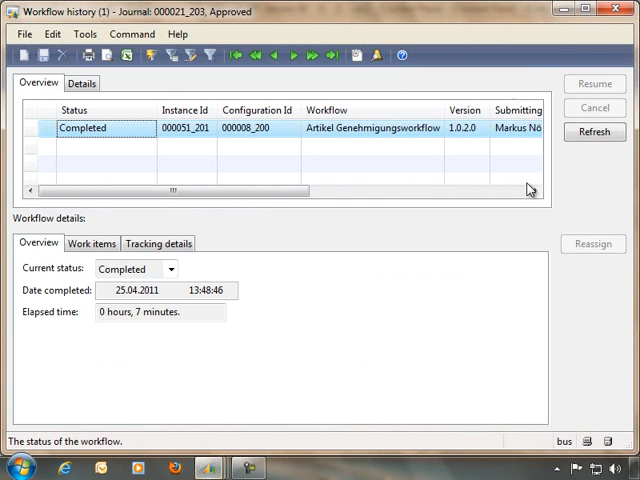 Workflow history (1) - Journal: 000021_203, Approved
File Edit Tools Command Help
Overview Details
Status Instance Id Configuration Id Workflow Version Submitting
Completed 000051_201 000008_200 Artikel Genehmigungsworkflow 1.0.2.0 Markus Nö
Resume
Cancel
Refresh
Workflow details:
Overview Work items Tracking details
Reassign
Current status: Completed
Date completed: 25.04.2011 13:48:46
Elapsed time: 0 hours, 7 minutes.
The status of the workflow. bus